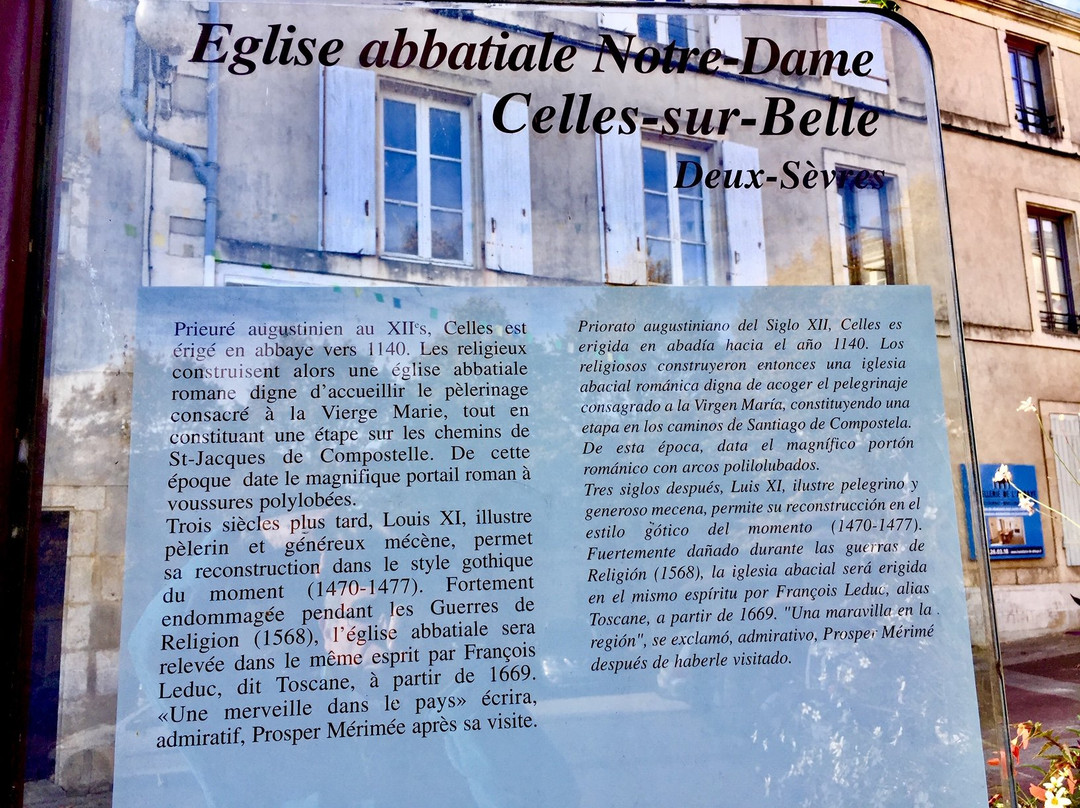 Eglise abbatiale Notre-Dame
Celles-sur-Belle
Deux-Sèvres
Prieuré augustinien au XIIes, Celles est
érigé en abbaye vers 1140. Les religieux
construisent alors une église abbatiale
romane digne d'accueillir le pèlerinage
consacré à la Vierge Marie, tout en
constituant une étape sur les chemins de
St-Jacques de Compostelle. De cette
époque date le magnifique portail roman à
voussures polylobées.
Trois siècles plus tard, Louis XI, illustre
pèlerin et généreux mécène, permet
sa reconstruction dans le style gothique
du moment (1470-1477). Fortement
endommagée pendant les Guerres de
Religion (1568), l'église abbatiale sera
relevée dans le même esprit par François
Leduc, dit Toscane, à partir de 1669.
«Une merveille dans le pays» écrira,
admiratif, Prosper Mérimée après sa visite.
Priorato augustiniano del Siglo XII, Celles es
erigida en abadía hacia el año 1140. Los
religiosos construyeron entonces una iglesia
abacial románica digna de acoger el pelegrinaje
consagrado a la Virgen María, constituyendo una
etapa en los caminos de Santiago de Compostela.
De esta época, data el magnífico portón
románico con arcos polilobulados.
Tres siglos después, Luis XI, ilustre pelegrino y
generoso mecena, permite su reconstrucción en el
estilo gótico del momento (1470-1477).
Fuertemente dañado durante las guerras de
Religión (1568), la iglesia abacial será erigida
en el mismo espíritu por François Leduc, alias
Toscane, a partir de 1669. "Una maravilla en la
región", se exclamó, admirativo, Prosper Mérimé
después de haberle visitado.